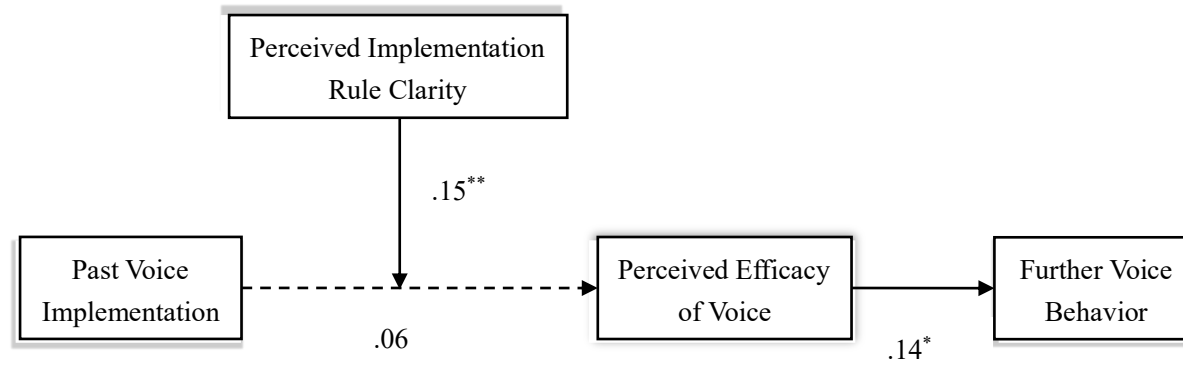 Perceived Implementation
Rule Clarity
.15**
Past Voice
Implementation
.06
Perceived Efficacy
of Voice
.14*
Further Voice
Behavior